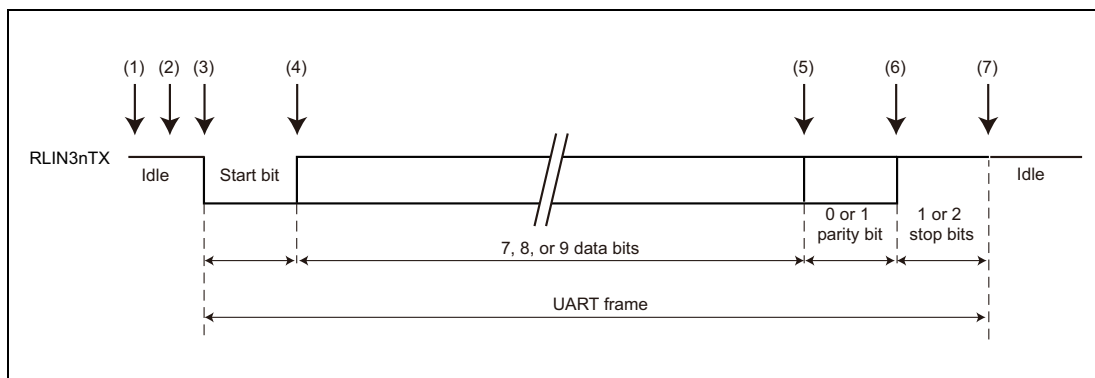 (1) (2) (3) (4) (5) (6) (7)
RLIN3nTX
Idle Start bit Idle
0 or 1
parity bit
1 or 2
stop bits
7, 8, or 9 data bits
UART frame